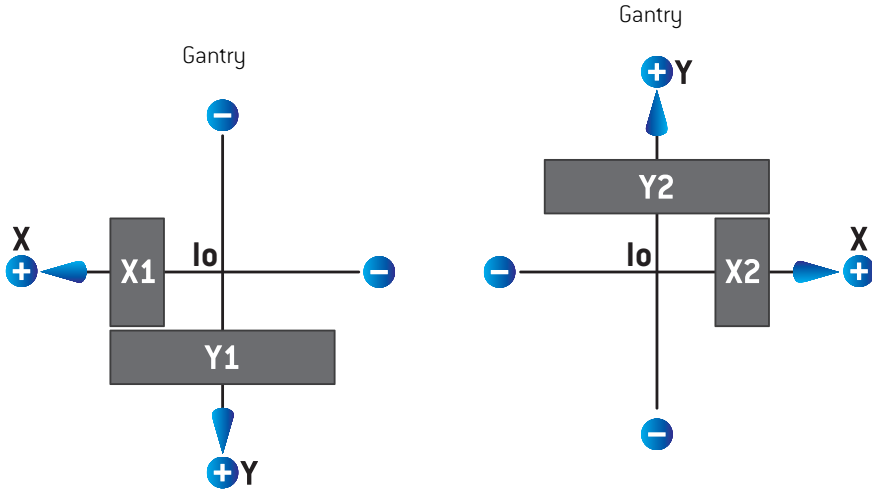 Gantry
−
X
+
X1
Io
−
Y1
+ Y
Gantry
+ Y
Y2
−
Io
X2
X
+
−